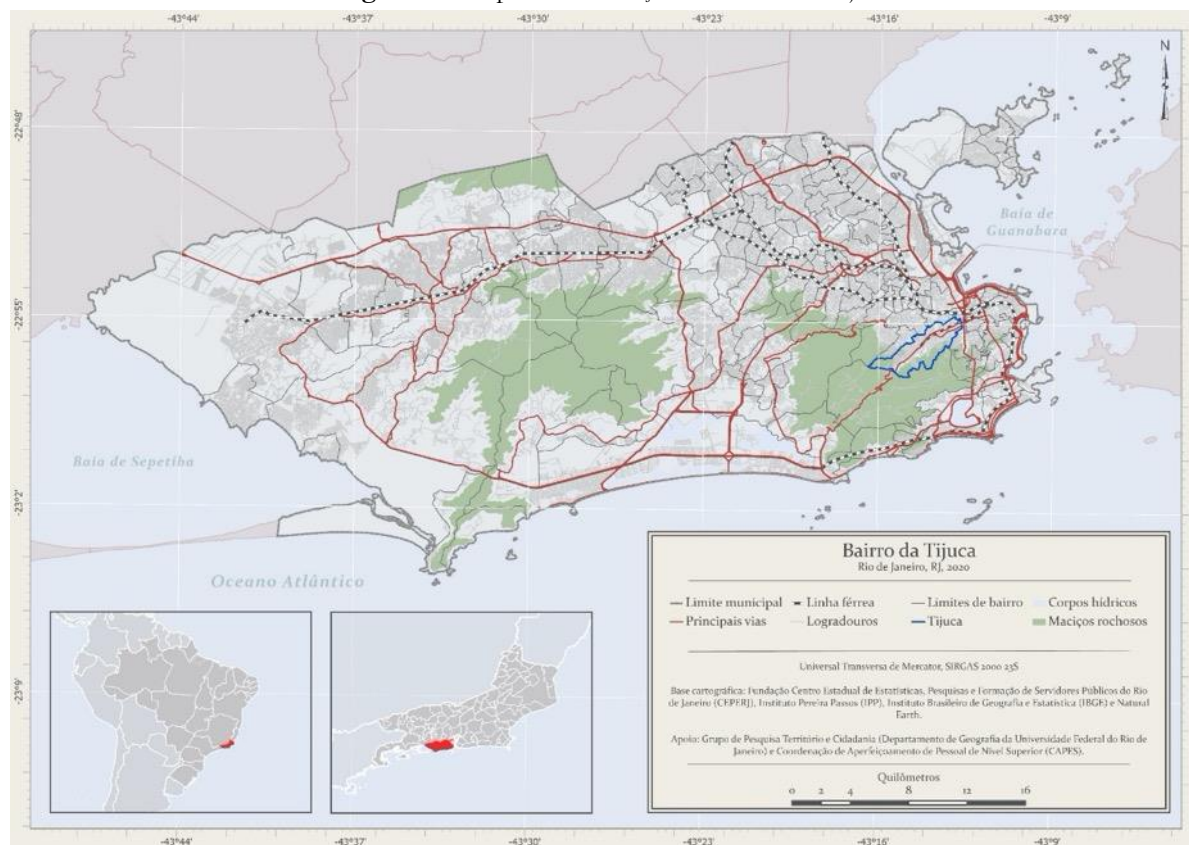 -43°44' -43°37' -43°30' -43°23' -43°16' -43°9'
N
-22°48'
Baía de
Guanabara
-22°55'
Baía de Sepetiba
-23°2'
Oceano Atlântico
Bairro da Tijuca
Rio de Janeiro, RJ, 2020
Limite municipal Linha férrea Limites de bairro Corpos hídricos
Principais vias Logradouros Tijuca Maciços rochosos
Universal Transversa de Mercator, SIRGAS 2000 23S
-23°9'
Base cartográfica: Fundação Centro Estadual de Estatísticas, Pesquisas e Formação de Servidores Públicos do Rio
de Janeiro (CEPERJ), Instituto Pereira Passos (IPP), Instituto Brasileiro de Geografia e Estatística (IBGE) e Natural
Earth.
Apoio: Grupo de Pesquisa Território e Cidadania (Departamento de Geografia da Universidade Federal do Rio de
Janeiro) e Coordenação de Aperfeiçoamento de Pessoal de Nível Superior (CAPES).
Quilômetros
0 2 4 8 12 16
-43°44' -43°37' -43°30' -43°23' -43°16' -43°9'